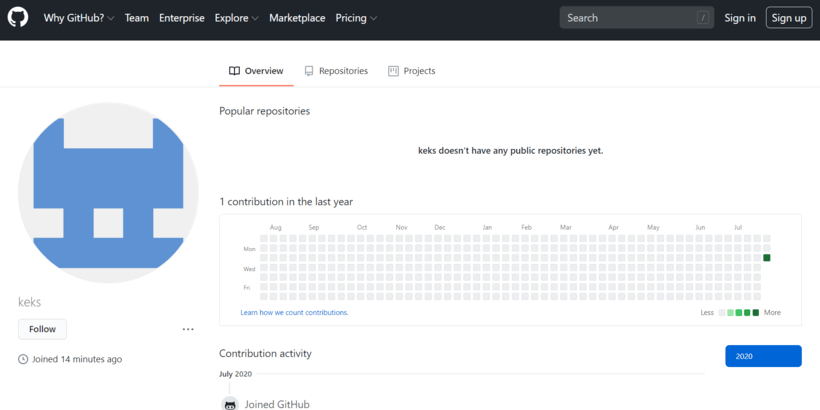 Why GitHub? Team Enterprise Explore Marketplace Pricing Search / Sign in Sign up
Overview Repositories Projects
Popular repositories
keks doesn't have any public repositories yet.
1 contribution in the last year
Aug Sep Oct Nov Dec Jan Feb Mar Apr May Jun Jul
Mon
Wed
Fri
Learn how we count contributions. Less More
keks
Follow
Joined 14 minutes ago
Contribution activity
2020
July 2020
Joined GitHub